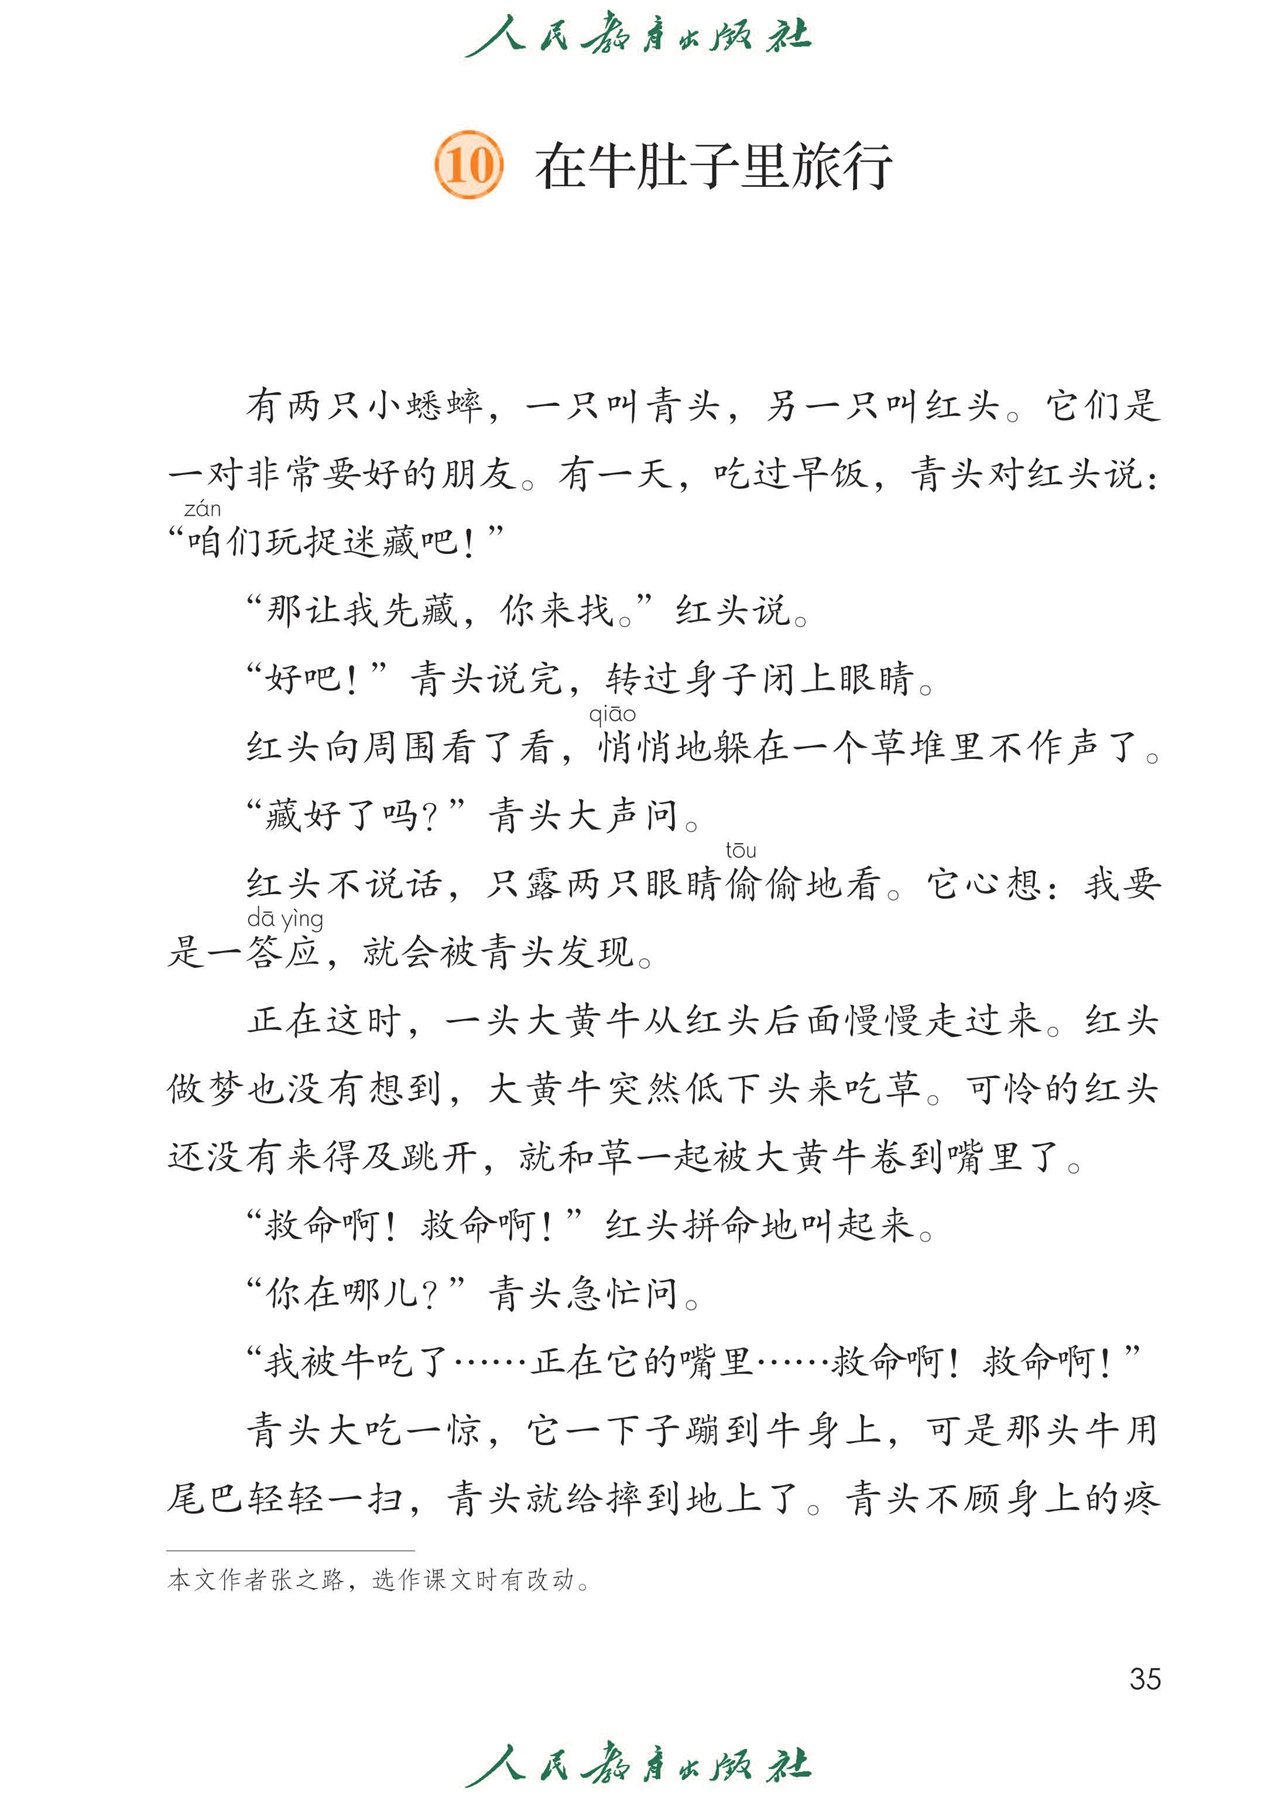 人民教育出版社
10 在牛肚子里旅行
有两只小蟋蟀，一只叫青头，另一只叫红头。它们是
一对非常要好的朋友。有一天，吃过早饭，青头对红头说：
zán
“咱们玩捉迷藏吧！”
“那让我先藏，你来找。”红头说。
“好吧！”青头说完，转过身子闭上眼睛。
qiāo
红头向周围看了看，悄悄地躲在一个草堆里不作声了。
“藏好了吗？”青头大声问。
tōu
红头不说话，只露两只眼睛偷偷地看。它心想：我要
dā yìng
是一答应，就会被青头发现。
正在这时，一头大黄牛从红头后面慢慢走过来。红头
做梦也没有想到，大黄牛突然低下头来吃草。可怜的红头
还没有来得及跳开，就和草一起被大黄牛卷到嘴里了。
“救命啊！救命啊！”红头拼命地叫起来。
“你在哪儿？”青头急忙问。
“我被牛吃了……正在它的嘴里……救命啊！救命啊！”
青头大吃一惊，它一下子蹦到牛身上，可是那头牛用
尾巴轻轻一扫，青头就给摔到地上了。青头不顾身上的疼
本文作者张之路，选作课文时有改动。
35
人民教育出版社